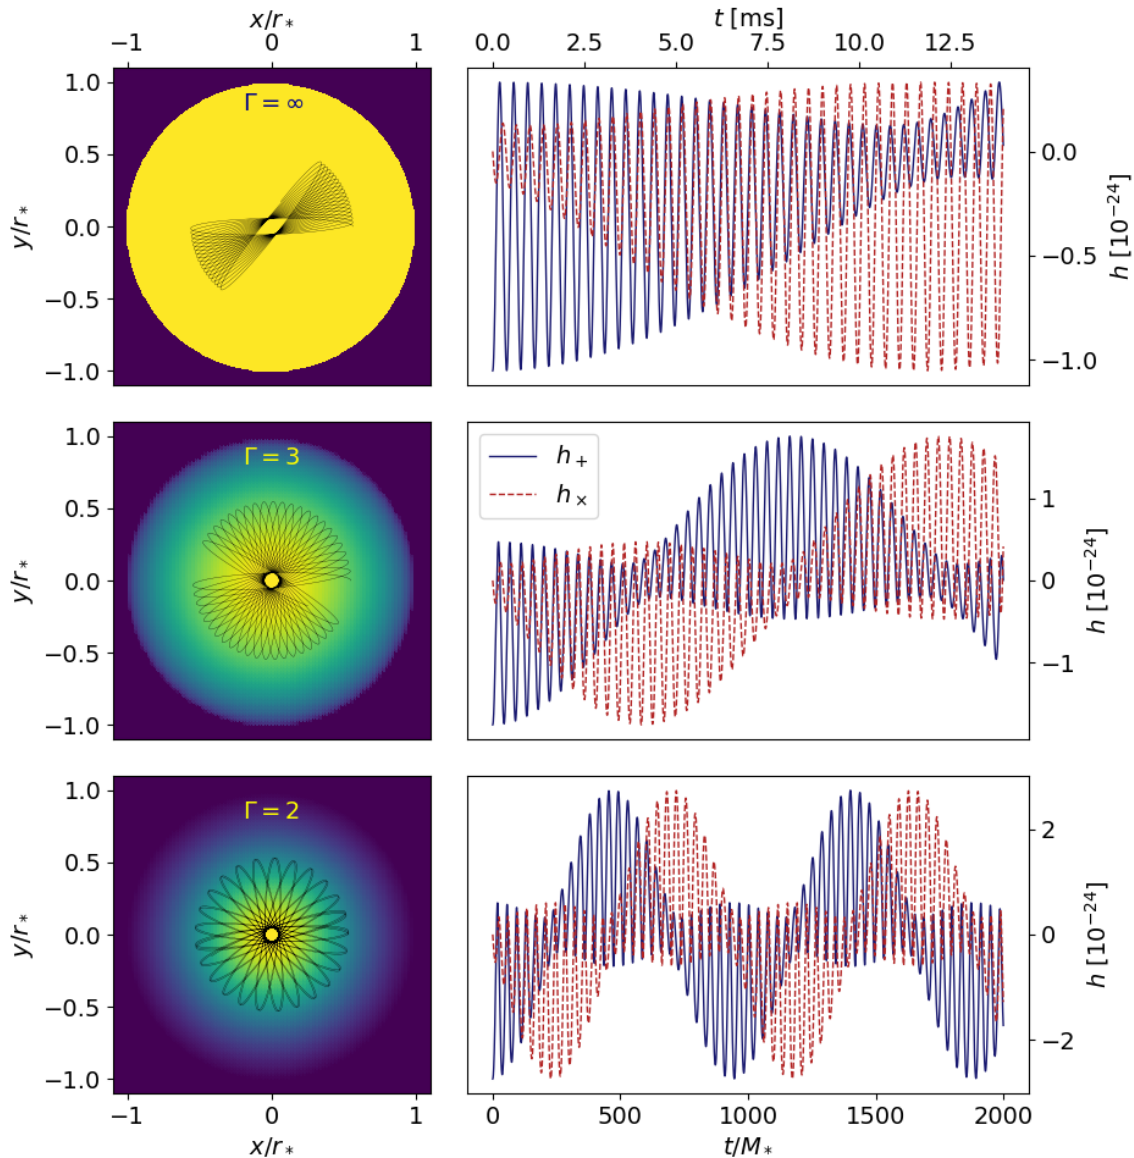 x/r* t [ms]
−1 0 1 0.0 2.5 5.0 7.5 10.0 12.5
Γ = ∞
1.0
0.5
0.0
−0.5
−1.0
y/r*
0.0
−0.5
−1.0
h [10⁻²⁴]
Γ = 3
1.0
0.5
0.0
−0.5
−1.0
y/r*
h₊
h×
1
0
−1
h [10⁻²⁴]
Γ = 2
1.0
0.5
0.0
−0.5
−1.0
y/r*
2
0
−2
h [10⁻²⁴]
−1 0 1 0 500 1000 1500 2000
x/r* t/M*